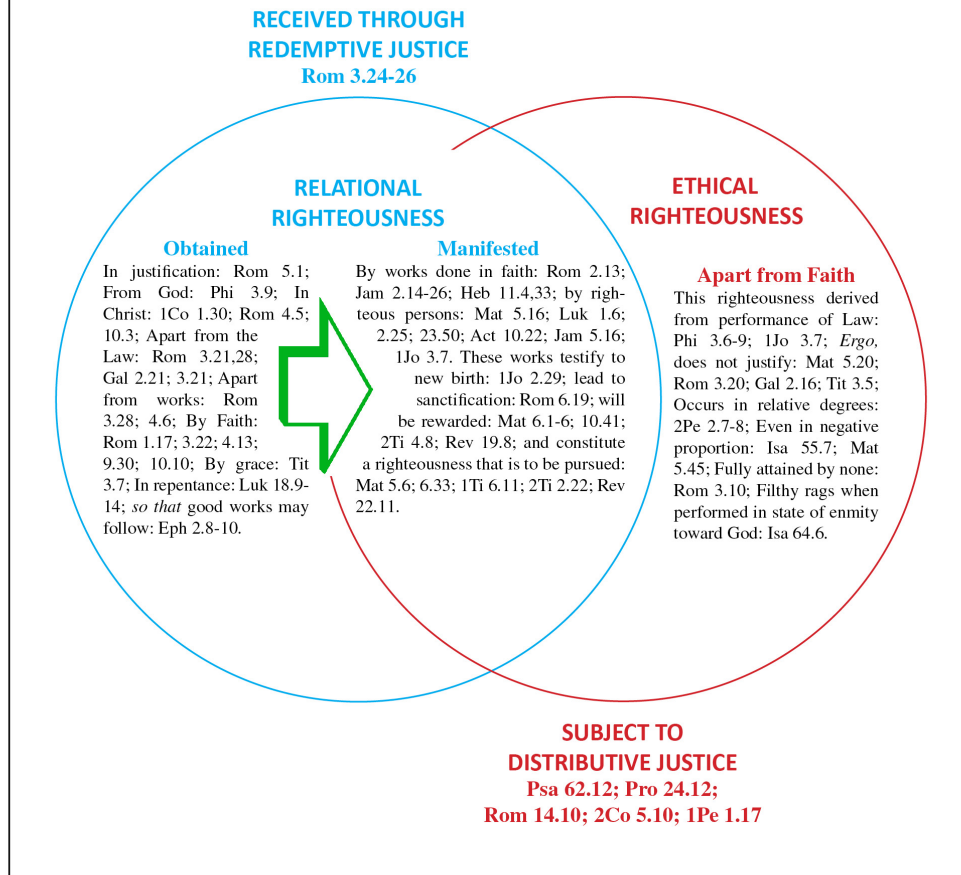 RECEIVED THROUGH
REDEMPTIVE JUSTICE
Rom 3.24-26
RELATIONAL
RIGHTEOUSNESS
Obtained
In justification: Rom 5.1;
From God: Phi 3.9; In
Christ: 1Co 1.30; Rom 4.5;
10.3; Apart from the
Law: Rom 3.21,28;
Gal 2.21; 3.21; Apart
from works: Rom
3.28; 4.6; By Faith:
Rom 1.17; 3.22; 4.13;
9.30; 10.10; By grace: Tit
3.7; In repentance: Luk 18.9-
14; so that good works may
follow: Eph 2.8-10.
Manifested
By works done in faith: Rom 2.13;
Jam 2.14-26; Heb 11.4,33; by righ-
teous persons: Mat 5.16; Luk 1.6;
2.25; 23.50; Act 10.22; Jam 5.16;
1Jo 3.7. These works testify to
new birth: 1Jo 2.29; lead to
sanctification: Rom 6.19; will
be rewarded: Mat 6.1-6; 10.41;
2Ti 4.8; Rev 19.8; and constitute
a righteousness that is to be pursued:
Mat 5.6; 6.33; 1Ti 6.11; 2Ti 2.22; Rev
22.11.
ETHICAL
RIGHTEOUSNESS
Apart from Faith
This righteousness derived
from performance of Law:
Phi 3.6-9; 1Jo 3.7; Ergo,
does not justify: Mat 5.20;
Rom 3.20; Gal 2.16; Tit 3.5;
Occurs in relative degrees:
2Pe 2.7-8; Even in negative
proportion: Isa 55.7; Mat
5.45; Fully attained by none:
Rom 3.10; Filthy rags when
performed in state of enmity
toward God: Isa 64.6.
SUBJECT TO
DISTRIBUTIVE JUSTICE
Psa 62.12; Pro 24.12;
Rom 14.10; 2Co 5.10; 1Pe 1.17